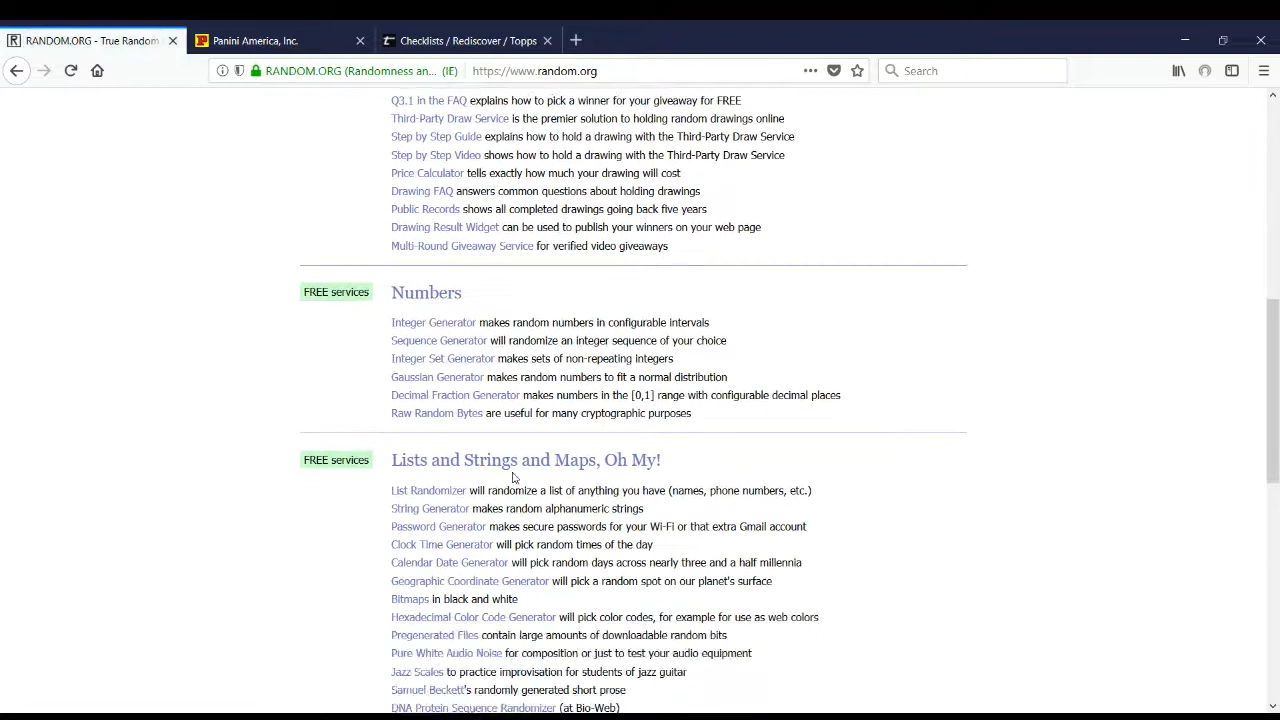 RANDOM.ORG - True Random
Panini America, Inc.
Checklists / Rediscover / Topps
RANDOM.ORG (Randomness an... (IE)
https://www.random.org
Search
Q3.1 in the FAQ explains how to pick a winner for your giveaway for FREE
Third-Party Draw Service is the premier solution to holding random drawings online
Step by Step Guide explains how to hold a drawing with the Third-Party Draw Service
Step by Step Video shows how to hold a drawing with the Third-Party Draw Service
Price Calculator tells exactly how much your drawing will cost
Drawing FAQ answers common questions about holding drawings
Public Records shows all completed drawings going back five years
Drawing Result Widget can be used to publish your winners on your web page
Multi-Round Giveaway Service for verified video giveaways
FREE services
Numbers
Integer Generator makes random numbers in configurable intervals
Sequence Generator will randomize an integer sequence of your choice
Integer Set Generator makes sets of non-repeating integers
Gaussian Generator makes random numbers to fit a normal distribution
Decimal Fraction Generator makes numbers in the [0,1] range with configurable decimal places
Raw Random Bytes are useful for many cryptographic purposes
FREE services
Lists and Strings and Maps, Oh My!
List Randomizer will randomize a list of anything you have (names, phone numbers, etc.)
String Generator makes random alphanumeric strings
Password Generator makes secure passwords for your Wi-Fi or that extra Gmail account
Clock Time Generator will pick random times of the day
Calendar Date Generator will pick random days across nearly three and a half millennia
Geographic Coordinate Generator will pick a random spot on our planet's surface
Bitmaps in black and white
Hexadecimal Color Code Generator will pick color codes, for example for use as web colors
Pregenerated Files contain large amounts of downloadable random bits
Pure White Audio Noise for composition or just to test your audio equipment
Jazz Scales to practice improvisation for students of jazz guitar
Samuel Beckett's randomly generated short prose
DNA Protein Sequence Randomizer (at Bio-Web)